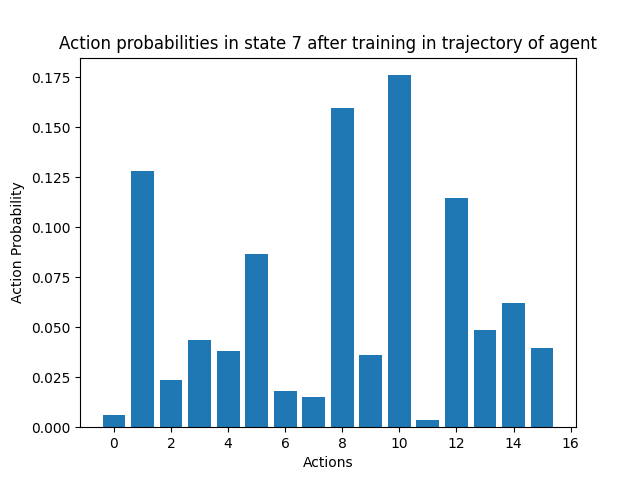 Action probabilities in state 7 after training in trajectory of agent
0.175
0.150
0.125
0.100
0.075
0.050
0.025
0.000
Action Probability
0 2 4 6 8 10 12 14 16
Actions